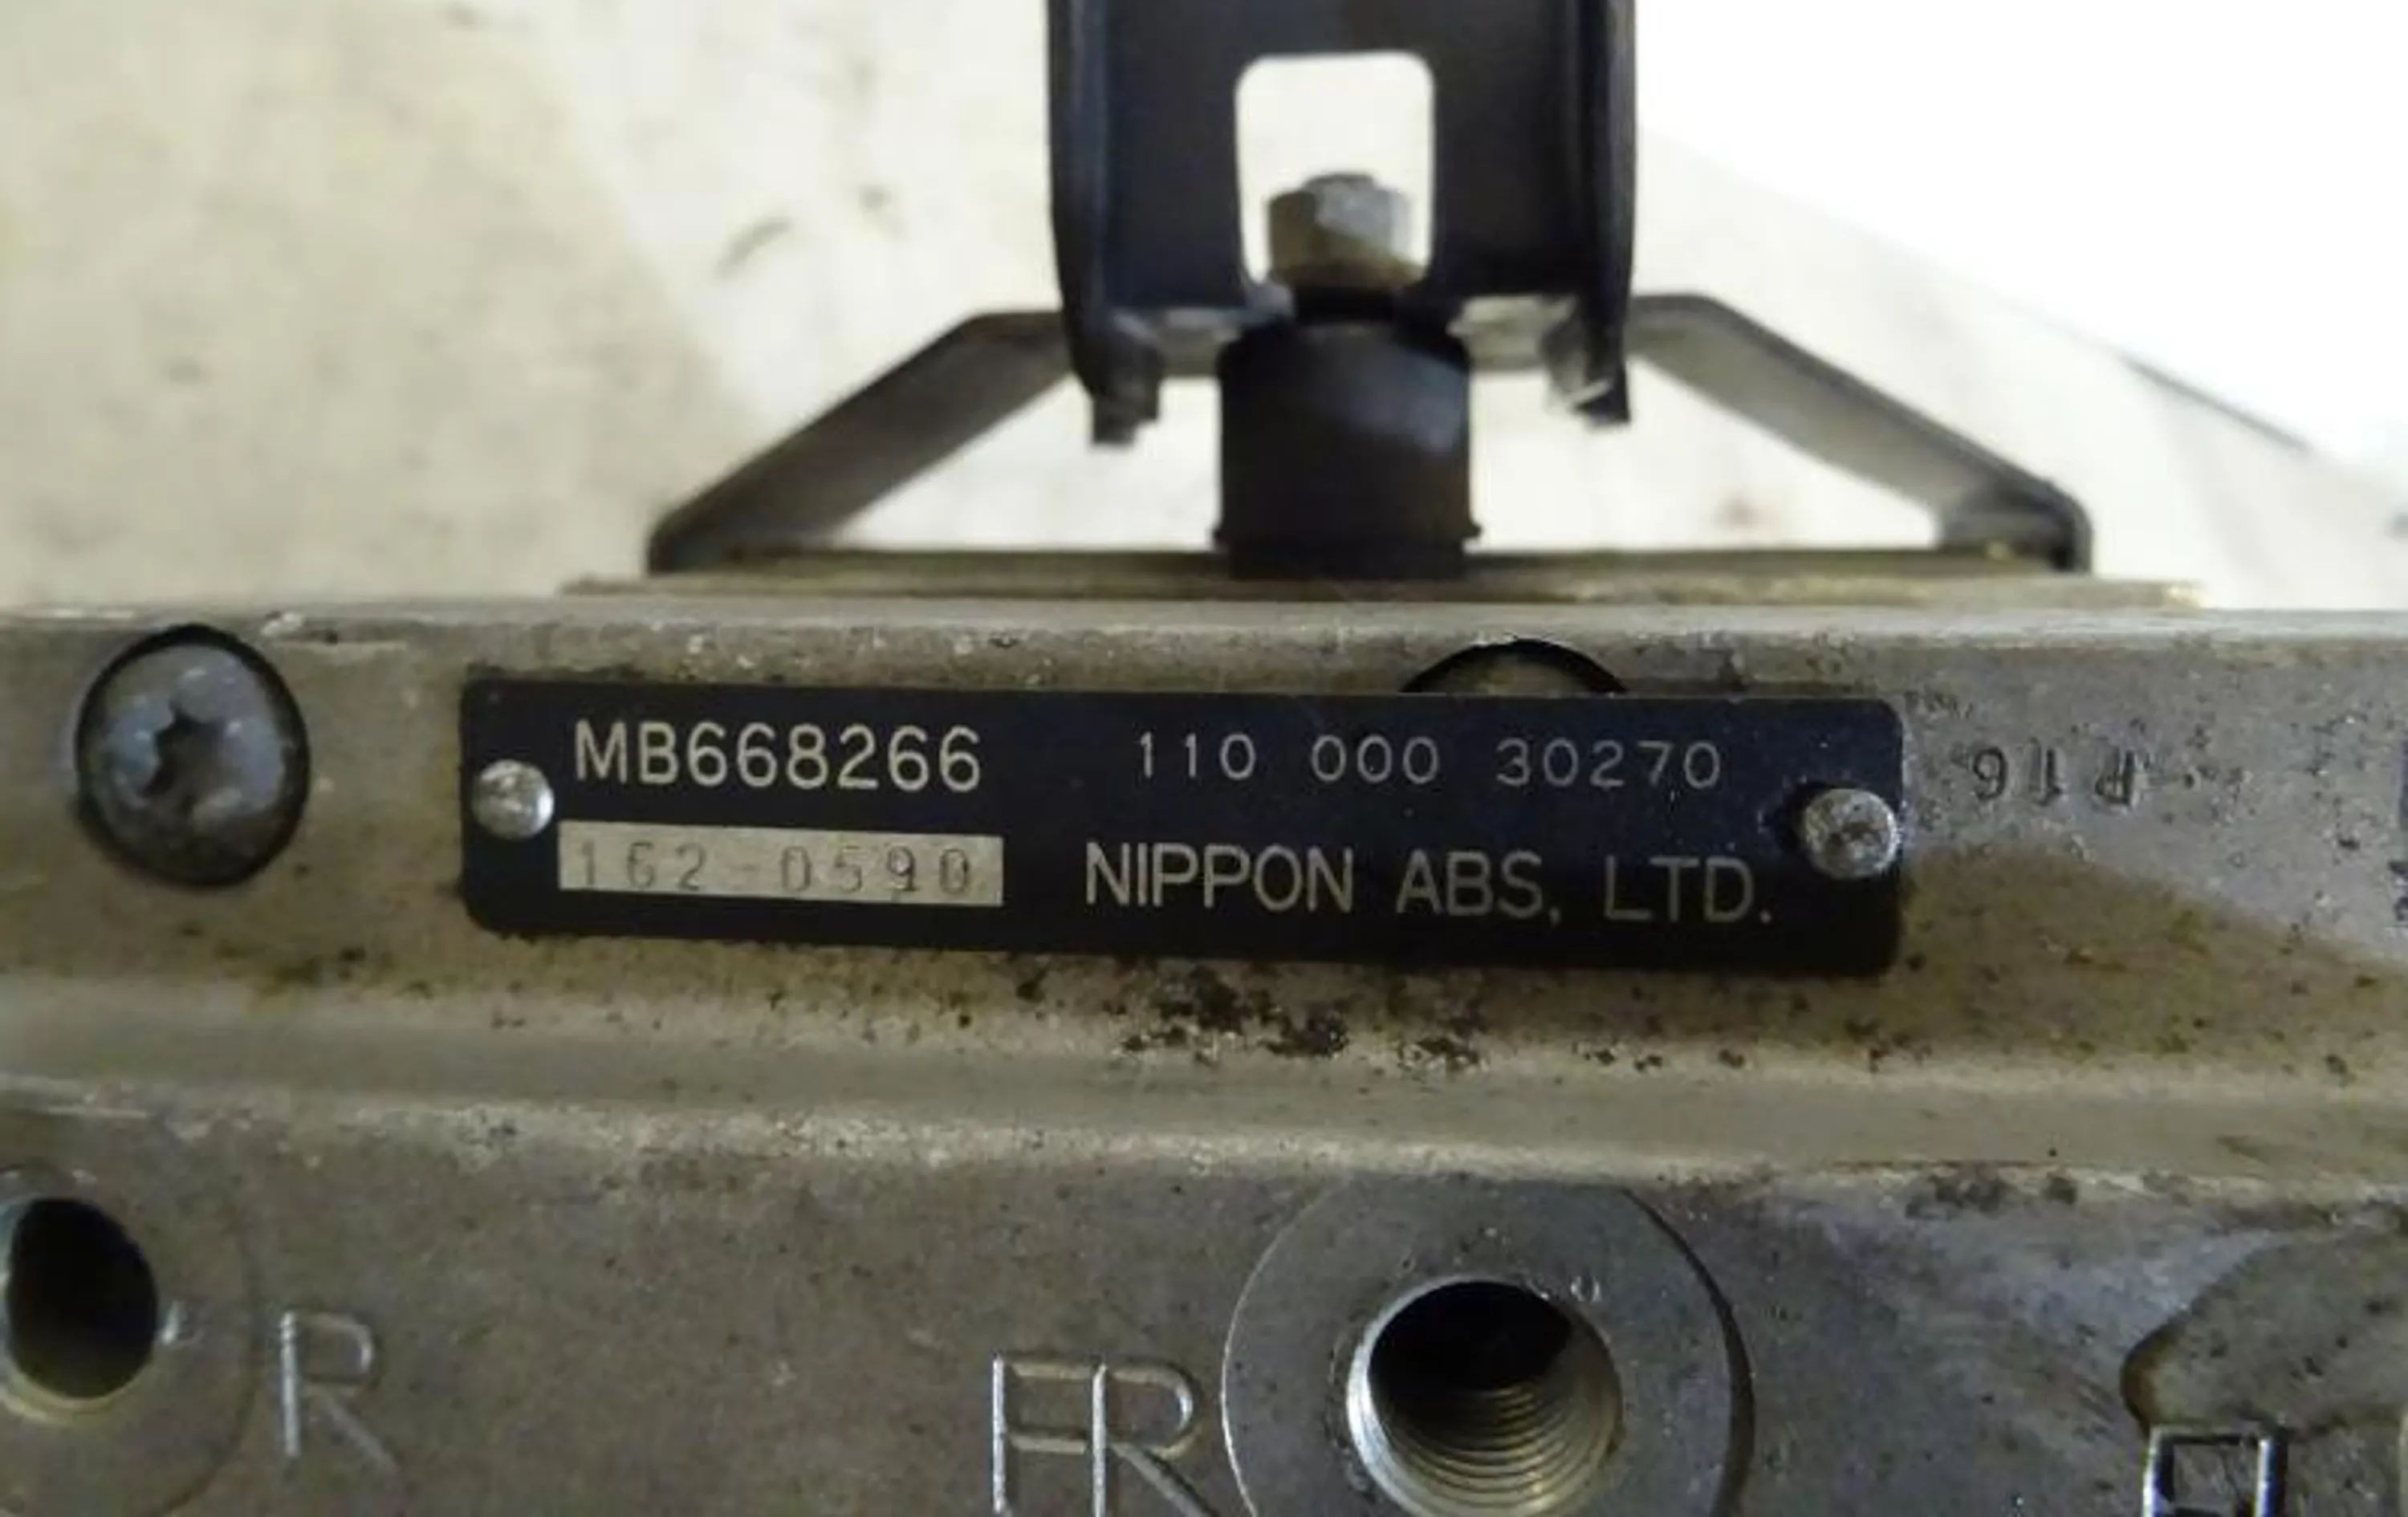 MB668266 110 000 30270
162-0590 NIPPON ABS, LTD.
R
FR